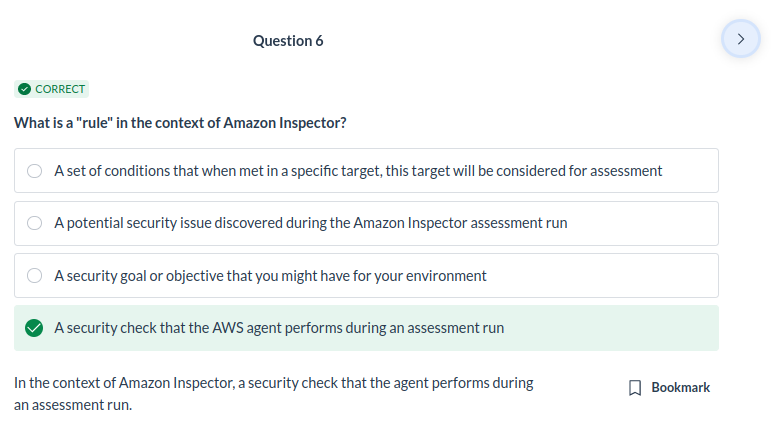 Question 6
CORRECT
What is a "rule" in the context of Amazon Inspector?
A set of conditions that when met in a specific target, this target will be considered for assessment
A potential security issue discovered during the Amazon Inspector assessment run
A security goal or objective that you might have for your environment
A security check that the AWS agent performs during an assessment run
In the context of Amazon Inspector, a security check that the agent performs during
an assessment run.
Bookmark